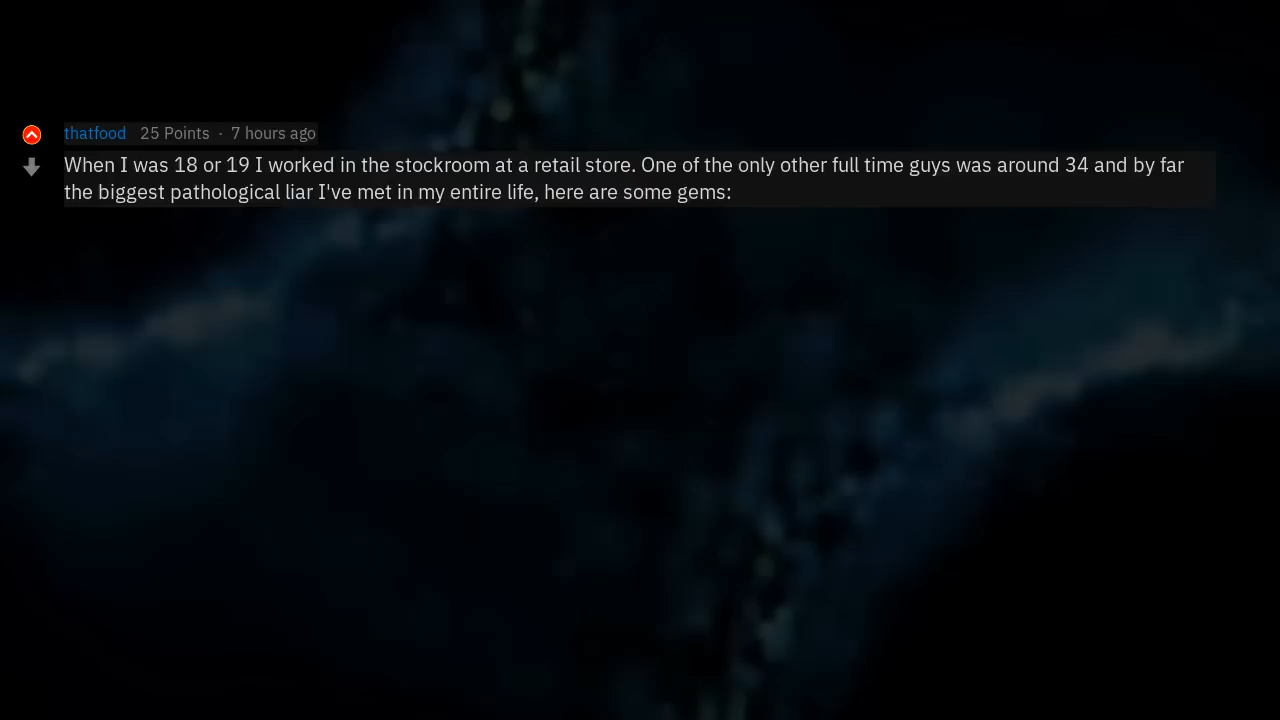 thatfood 25 Points · 7 hours ago
When I was 18 or 19 I worked in the stockroom at a retail store. One of the only other full time guys was around 34 and by far
the biggest pathological liar I've met in my entire life, here are some gems: